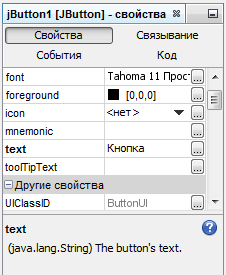 jButton1 [JButton] - свойства
Свойства Связывание
События Код
font Tahoma 11 Прост ...
foreground [0,0,0] ...
icon <нет> ...
mnemonic ...
text Кнопка ...
toolTipText ...
Другие свойства
UIClassID ButtonUI ...
text
(java.lang.String) The button's text.